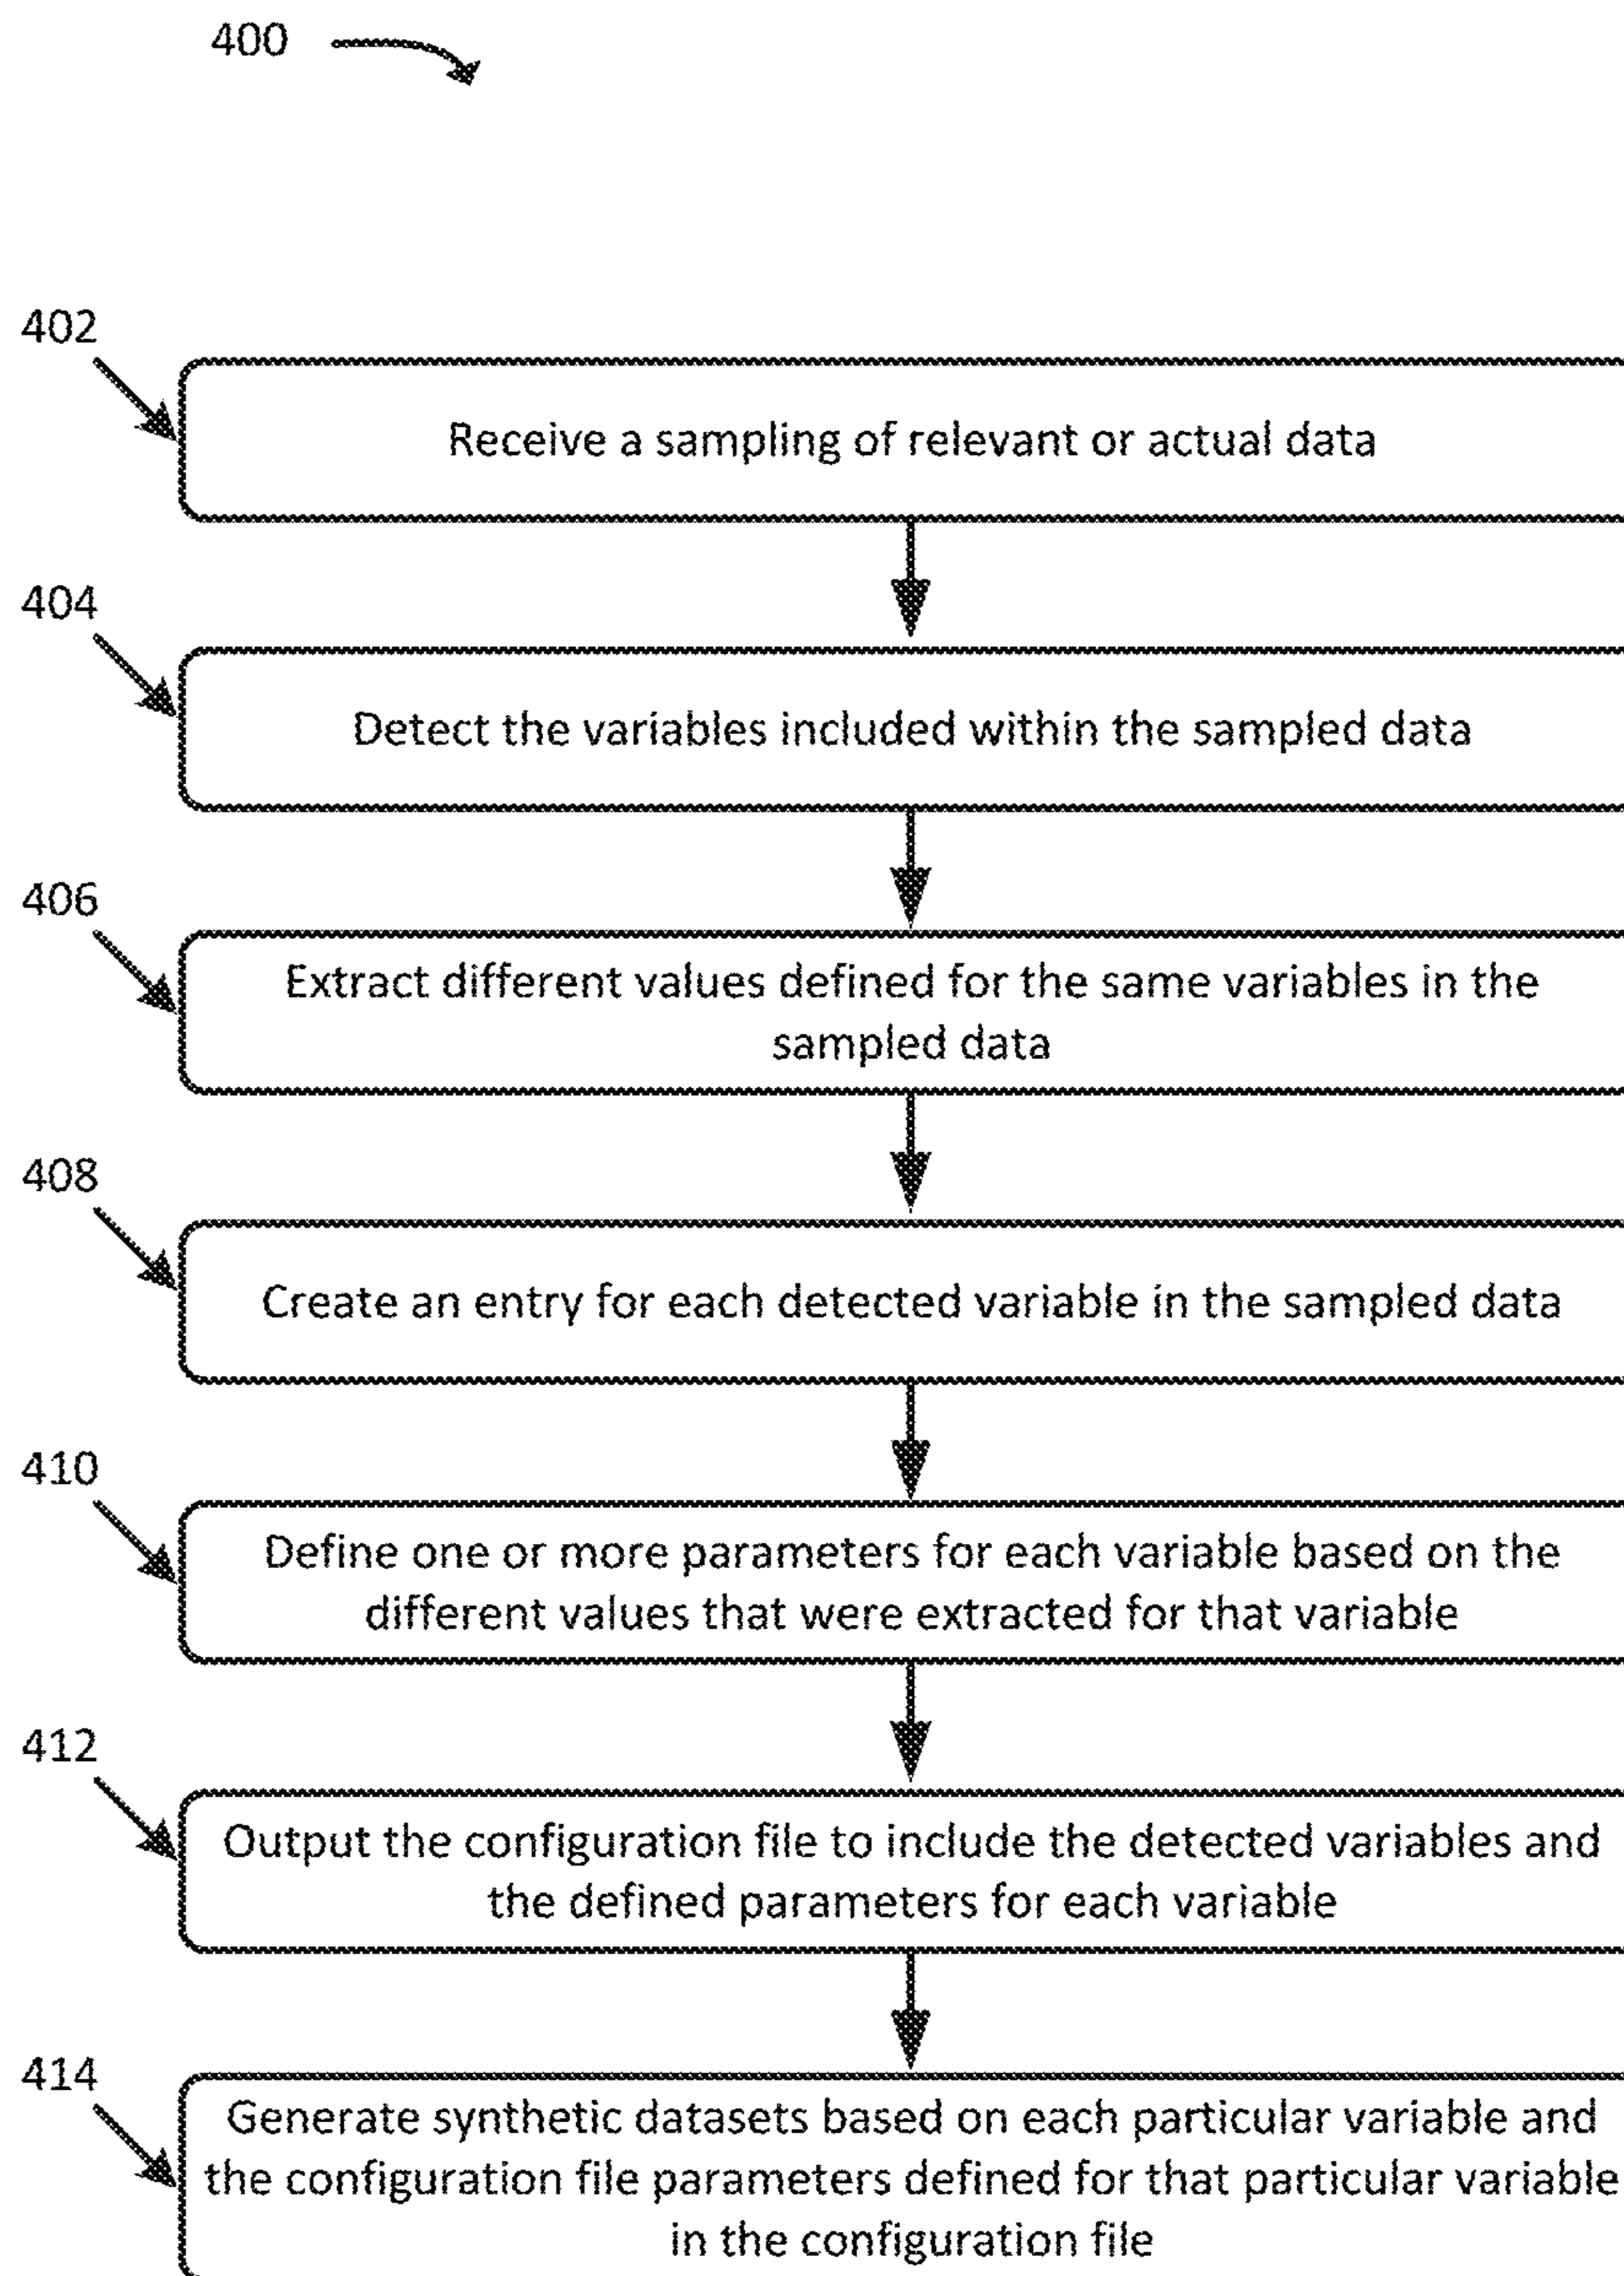 400
402
Receive a sampling of relevant or actual data
404
Detect the variables included within the sampled data
406
Extract different values defined for the same variables in the
sampled data
408
Create an entry for each detected variable in the sampled data
410
Define one or more parameters for each variable based on the
different values that were extracted for that variable
412
Output the configuration file to include the detected variables and
the defined parameters for each variable
414
Generate synthetic datasets based on each particular variable and
the configuration file parameters defined for that particular variable
in the configuration file